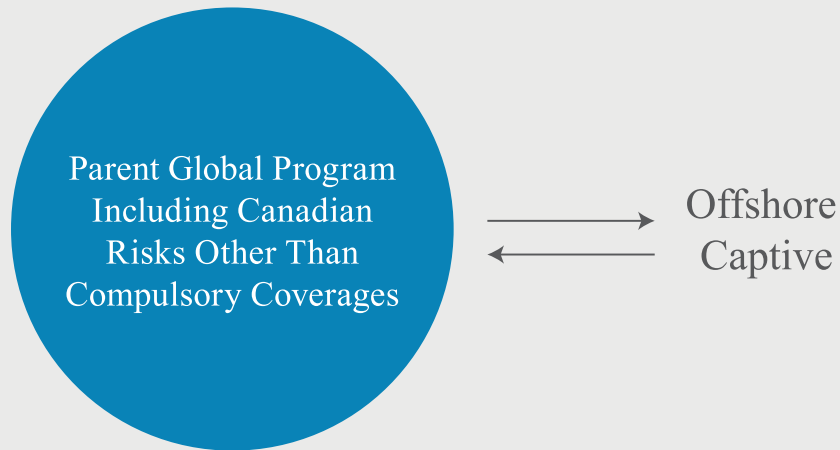 Parent Global Program
Including Canadian
Risks Other Than
Compulsory Coverages
Offshore
Captive